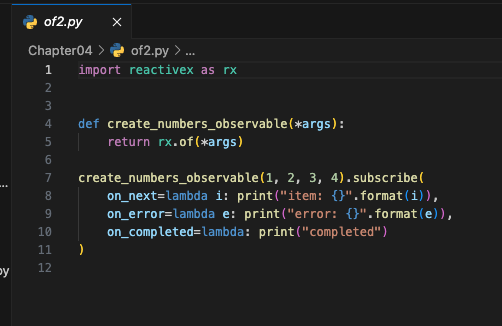 of2.py
Chapter04 > of2.py > ...
1 import reactivex as rx
2
3
4 def create_numbers_observable(*args):
5     return rx.of(*args)
6
7 create_numbers_observable(1, 2, 3, 4).subscribe(
...
8     on_next=lambda i: print("item: {}".format(i)),
9     on_error=lambda e: print("error: {}".format(e)),
10     on_completed=lambda: print("completed")
11 )
py
12